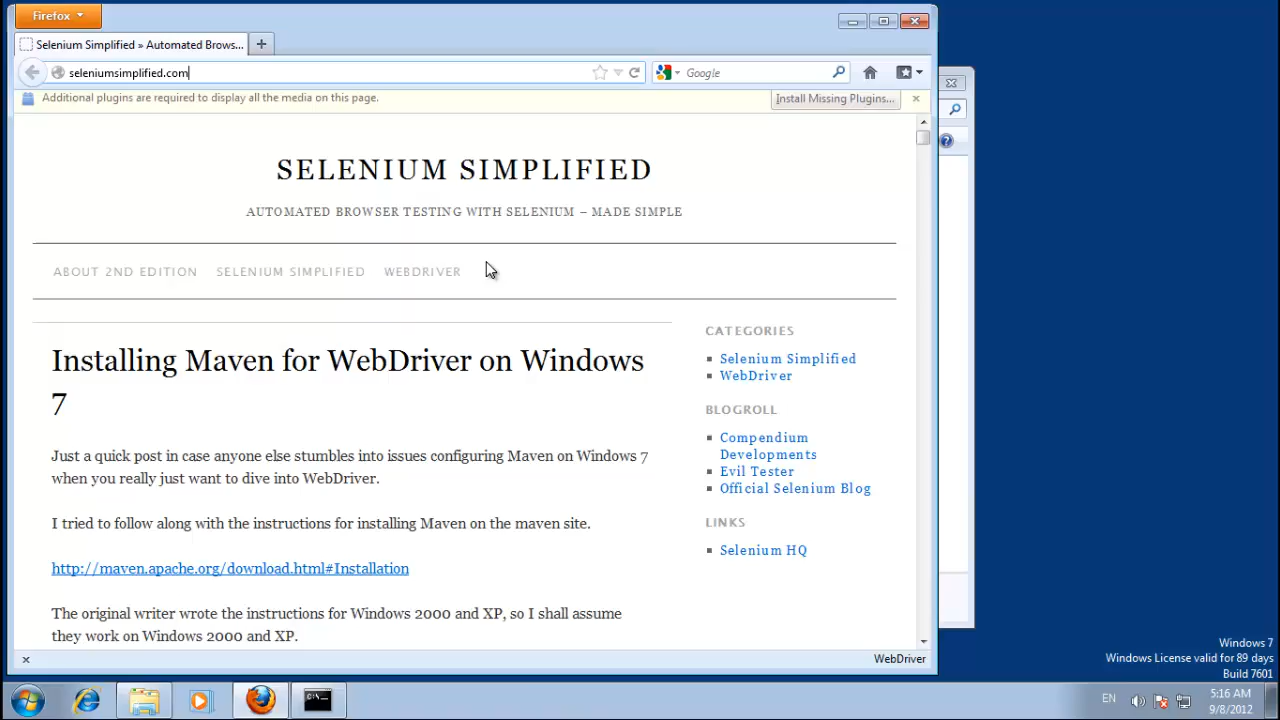 Firefox
Selenium Simplified » Automated Brows...
seleniumsimplified.com
Google
Additional plugins are required to display all the media on this page.
Install Missing Plugins...
SELENIUM SIMPLIFIED
AUTOMATED BROWSER TESTING WITH SELENIUM – MADE SIMPLE
ABOUT 2ND EDITION SELENIUM SIMPLIFIED WEBDRIVER
Installing Maven for WebDriver on Windows
7
Just a quick post in case anyone else stumbles into issues configuring Maven on Windows 7
when you really just want to dive into WebDriver.
I tried to follow along with the instructions for installing Maven on the maven site.
http://maven.apache.org/download.html#Installation
The original writer wrote the instructions for Windows 2000 and XP, so I shall assume
they work on Windows 2000 and XP.
CATEGORIES
Selenium Simplified
WebDriver
BLOGROLL
Compendium
Developments
Evil Tester
Official Selenium Blog
LINKS
Selenium HQ
WebDriver
Windows 7
Windows License valid for 89 days
Build 7601
C:\.
EN
5:16 AM
9/8/2012